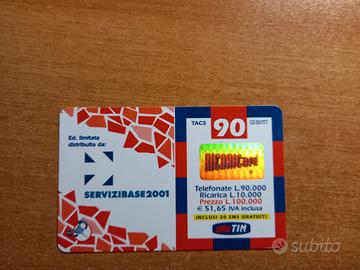 Ed. limitata
distribuita da:
SERVIZIBASE2001
TACS
90
GSM
RICARICARD
Telefonate L.90.000
Ricarica L.10.000
Prezzo L.100.000
€ 51,65 IVA inclusa
INCLUSI 20 SMS GRATUITI
TIM
subito